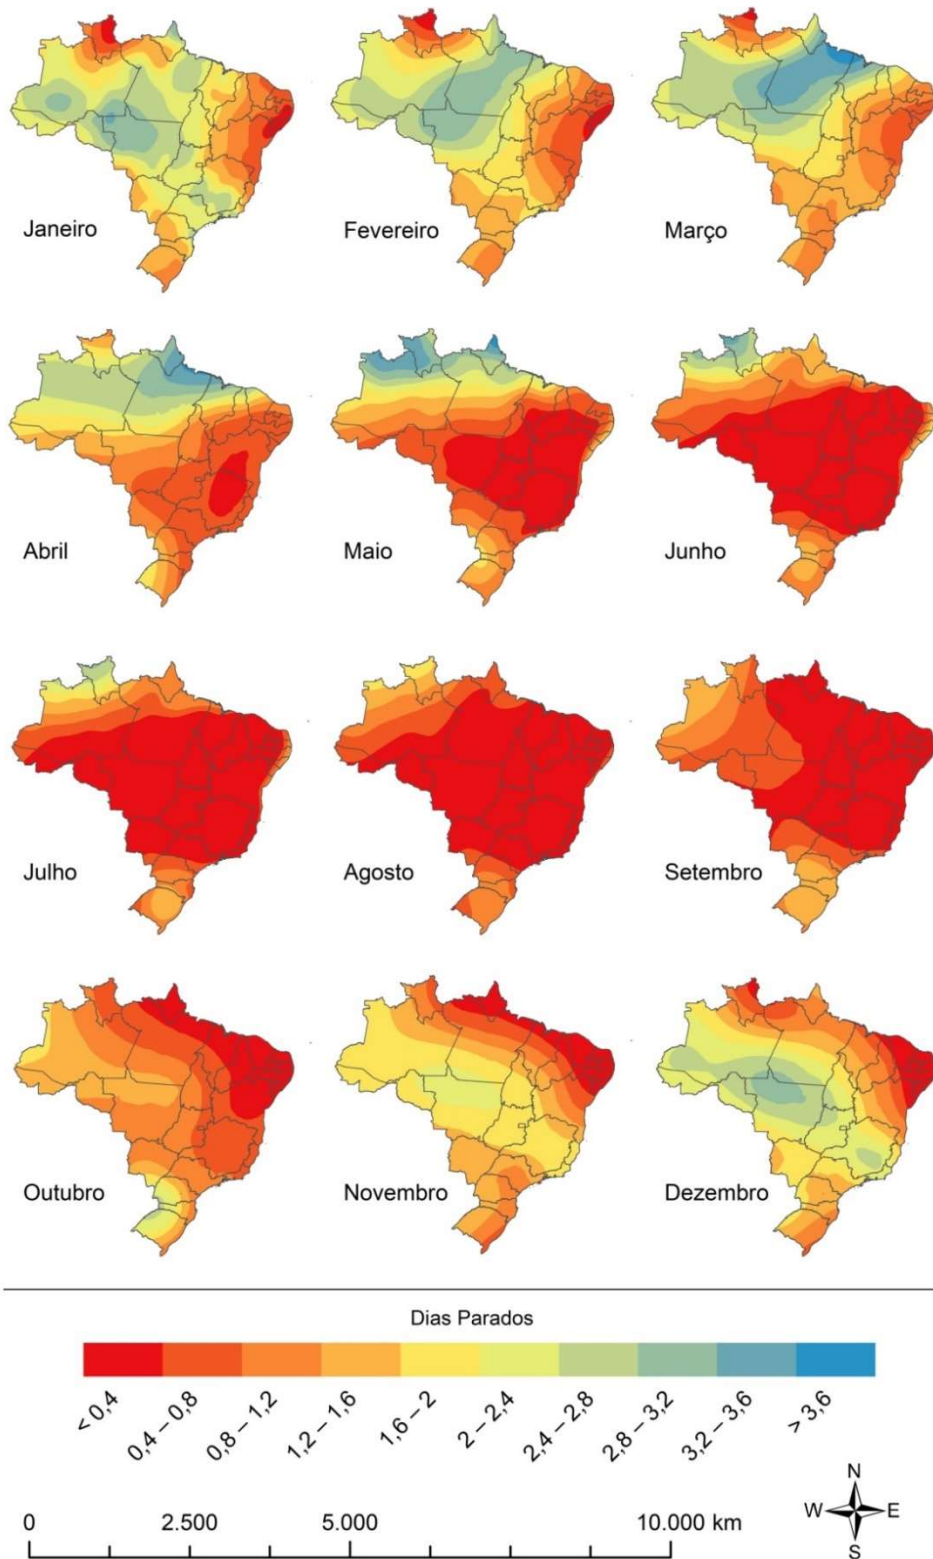 Janeiro
Fevereiro
Março
Abril
Maio
Junho
Julho
Agosto
Setembro
Outubro
Novembro
Dezembro
Dias Parados
< 0,4
0,4 – 0,8
0,8 – 1,2
1,2 – 1,6
1,6 – 2
2 – 2,4
2,4 – 2,8
2,8 – 3,2
3,2 – 3,6
> 3,6
0 2.500 5.000 10.000 km
N
W E
S